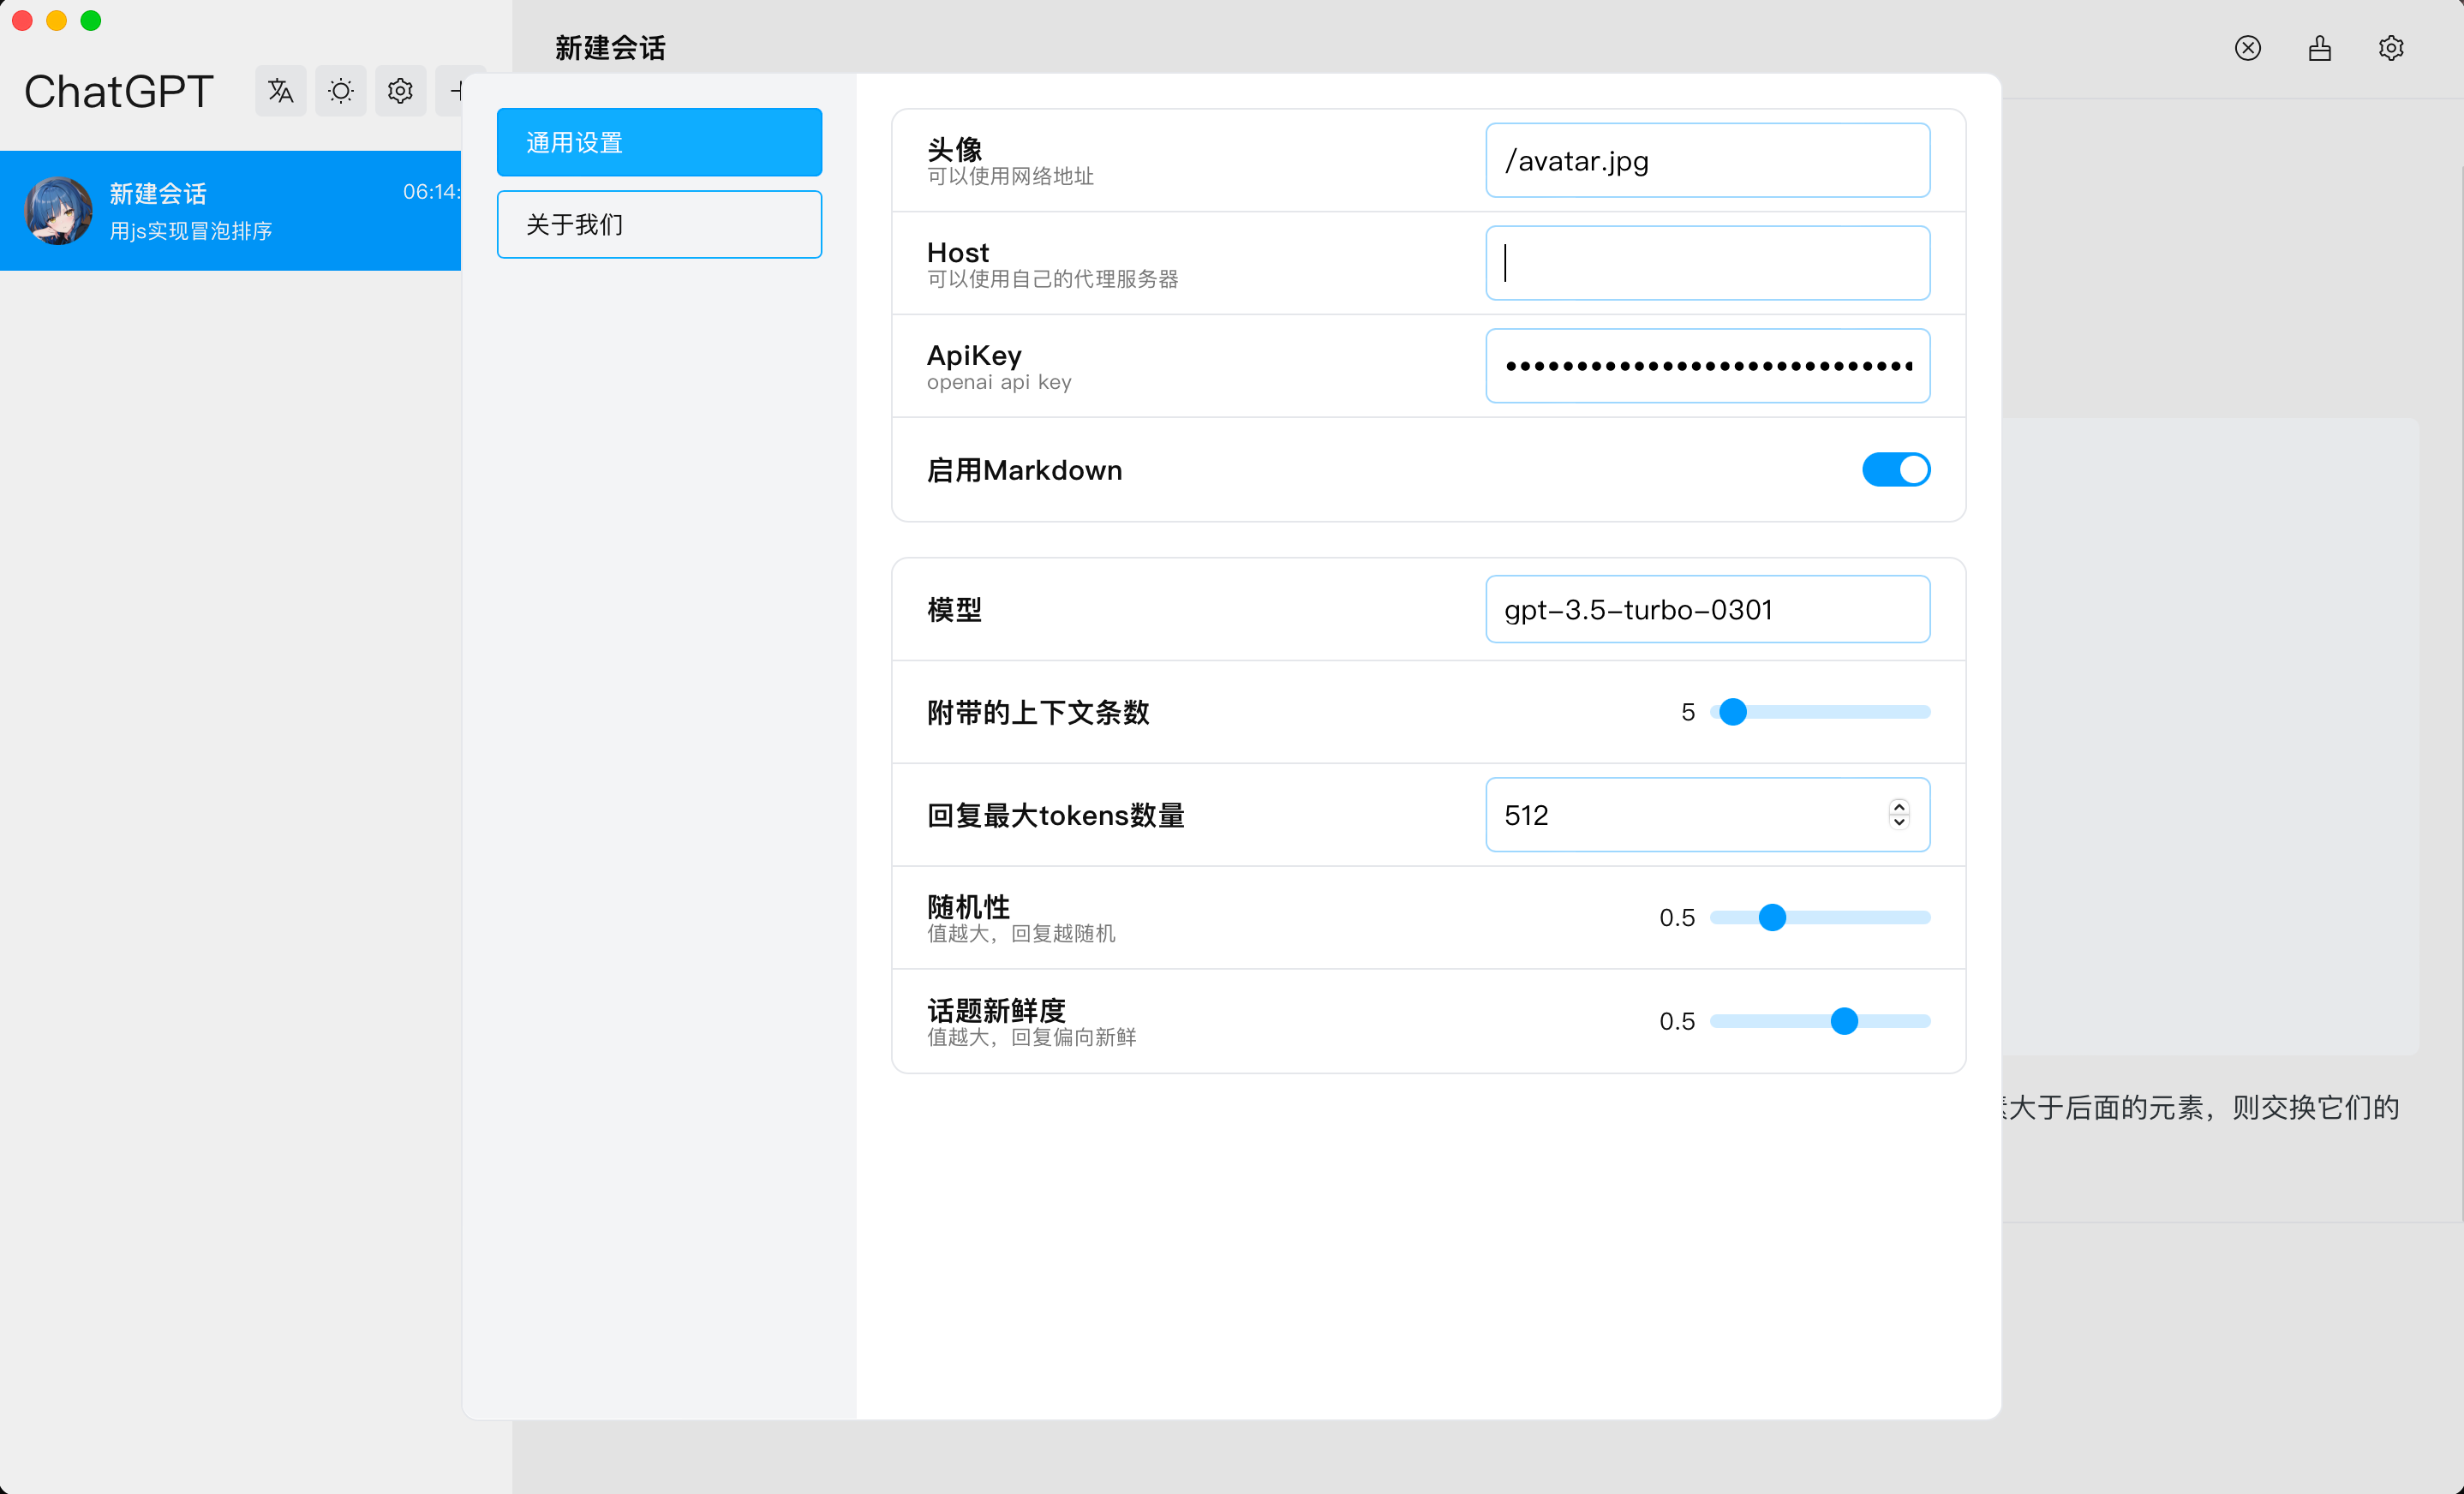 新建会话
ChatGPT
新建会话
06:14:
用js实现冒泡排序
通用设置
关于我们
头像
可以使用网络地址
/avatar.jpg
Host
可以使用自己的代理服务器
ApiKey
openai api key
启用Markdown
模型
gpt-3.5-turbo-0301
附带的上下文条数
5
回复最大tokens数量
512
随机性
值越大，回复越随机
0.5
话题新鲜度
值越大，回复偏向新鲜
0.5
大于后面的元素，则交换它们的